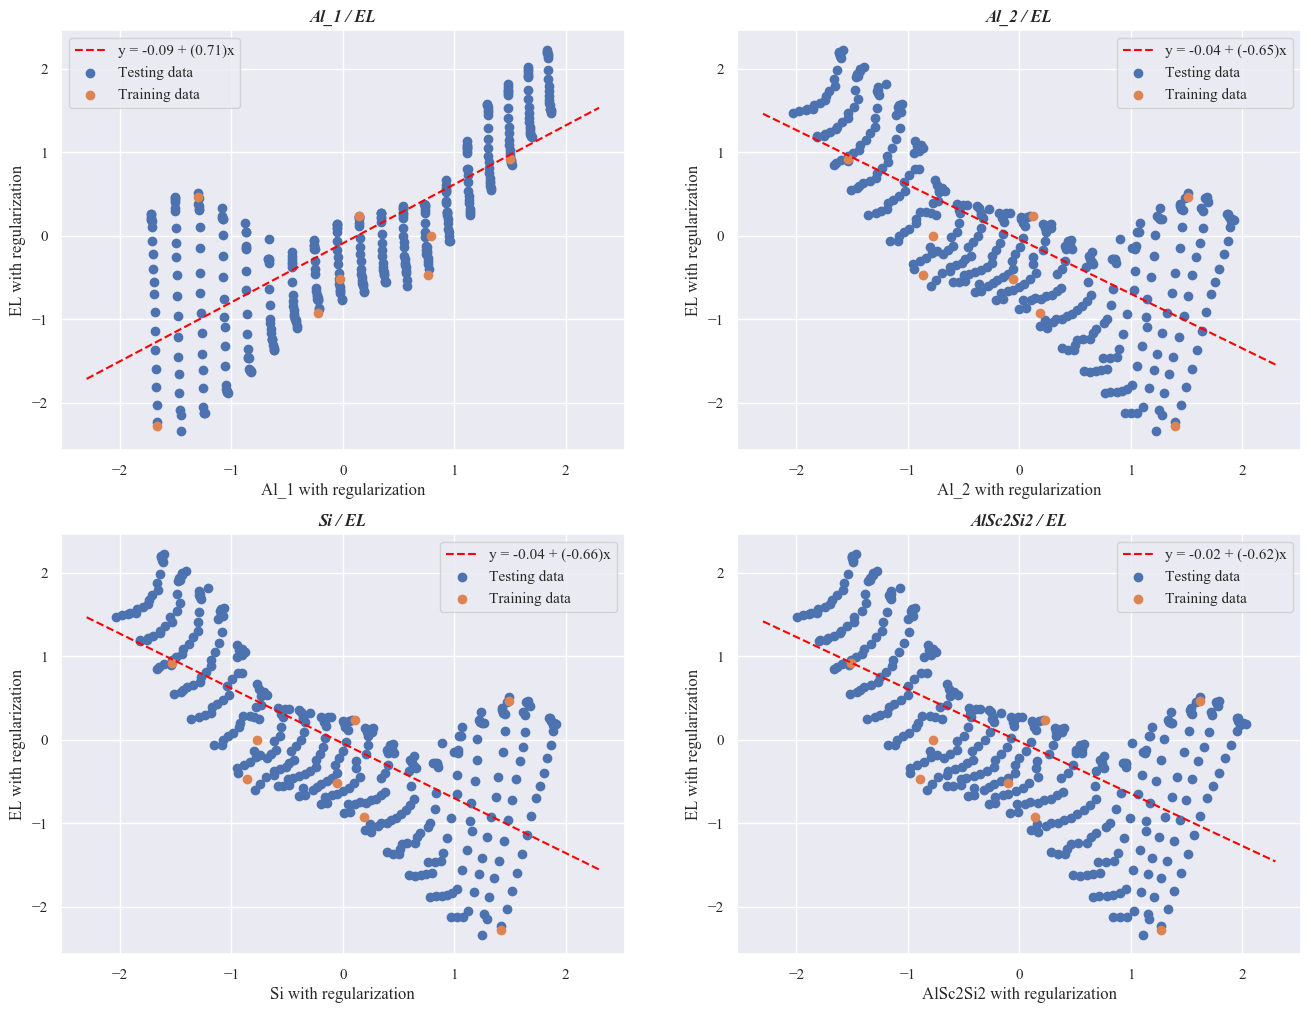 Al_1 / EL
y = -0.09 + (0.71)x
Testing data
Training data
EL with regularization
2
1
0
−1
−2
−2
−1
0
1
2
Al_1 with regularization
Al_2 / EL
y = -0.04 + (-0.65)x
Testing data
Training data
EL with regularization
2
1
0
−1
−2
−2
−1
0
1
2
Al_2 with regularization
Si / EL
y = -0.04 + (-0.66)x
Testing data
Training data
EL with regularization
2
1
0
−1
−2
−2
−1
0
1
2
Si with regularization
AlSc2Si2 / EL
y = -0.02 + (-0.62)x
Testing data
Training data
EL with regularization
2
1
0
−1
−2
−2
−1
0
1
2
AlSc2Si2 with regularization